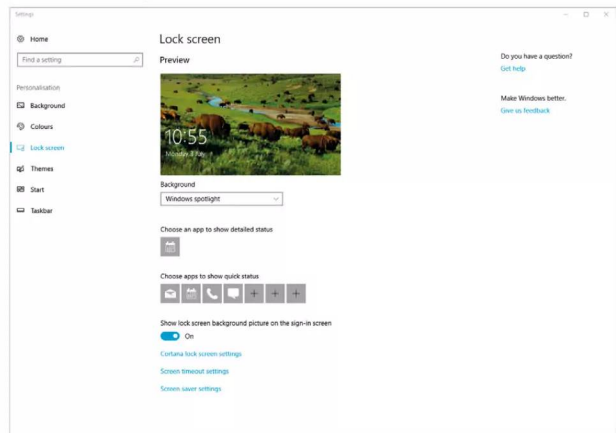 Settings
Home
Find a setting
Personalisation
Background
Colours
Lock screen
Themes
Start
Taskbar
Lock screen
Preview
10:55
Monday 3 July
Background
Windows spotlight
Choose an app to show detailed status
Choose apps to show quick status
Show lock screen background picture on the sign-in screen
On
Cortana lock screen settings
Screen timeout settings
Screen saver settings
Do you have a question?
Get help
Make Windows better.
Give us feedback